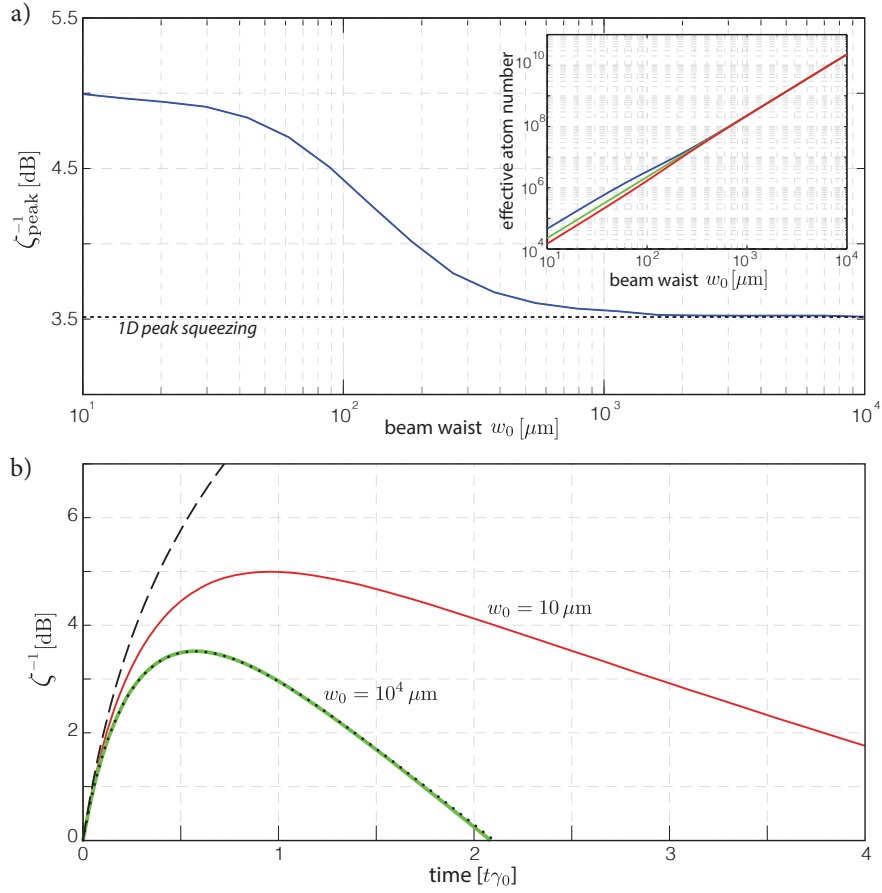 a)
5.5
4.5
3.5
ζ⁻¹peak [dB]
1D peak squeezing
10¹ 10² 10³ 10⁴
beam waist w₀ [μm]
effective atom number
10¹⁰
10⁸
10⁶
10⁴
10¹ 10² 10³ 10⁴
beam waist w₀ [μm]
b)
6
4
2
0
ζ⁻¹ [dB]
w₀ = 10 μm
w₀ = 10⁴ μm
0 1 2 3 4
time [tγ₀]